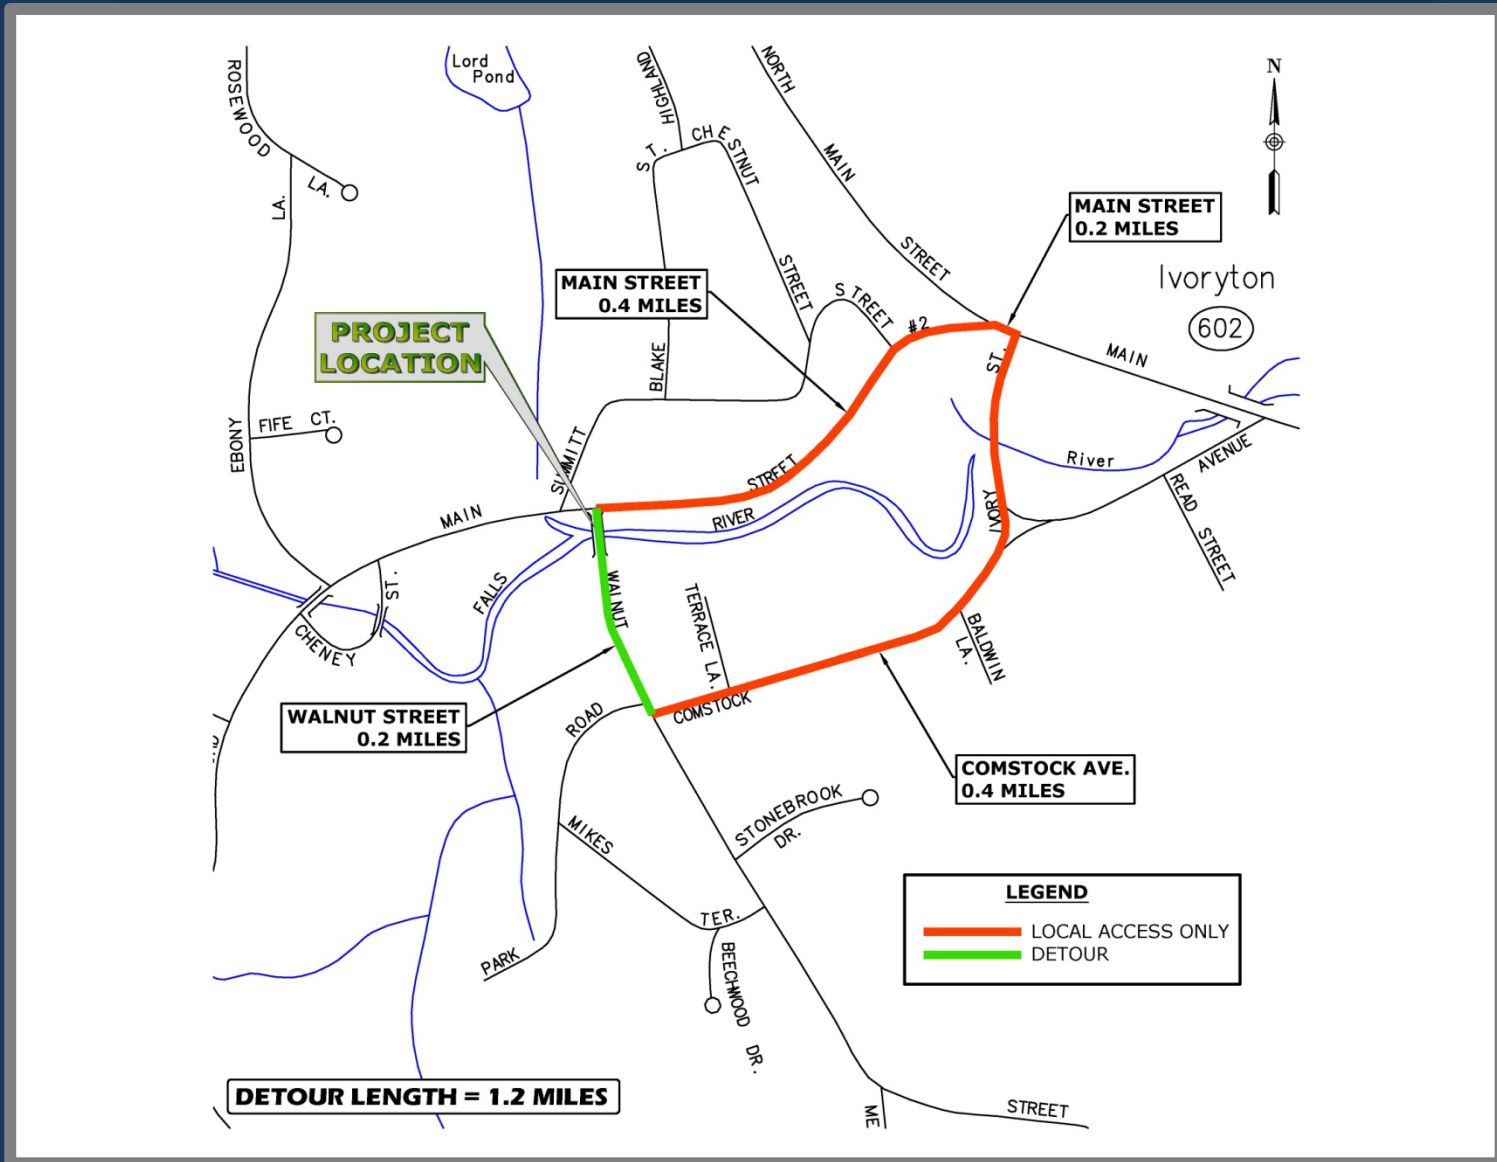 Lord
Pond
ROSEWOOD
LA.
LA.
HIGHLAND
ST.
CHESTNUT
STREET
NORTH
MAIN
STREET
N
MAIN STREET
0.2 MILES
Ivoryton
602
MAIN STREET
0.4 MILES
STREET
#2
ST.
MAIN
PROJECT
LOCATION
BLAKE
EBONY
FIFE CT.
SUMMITT
MAIN
STREET
RIVER
River
AVENUE
READ STREET
IVORY
FALLS
WALNUT
ST.
CHENEY
TERRACE LA.
BALDWIN
LA.
WALNUT STREET
0.2 MILES
ROAD
COMSTOCK
COMSTOCK AVE.
0.4 MILES
STONEBROOK
DR.
MIKES
TER.
PARK
BEECHWOOD DR.
LEGEND
LOCAL ACCESS ONLY
DETOUR
DETOUR LENGTH = 1.2 MILES
ME
STREET